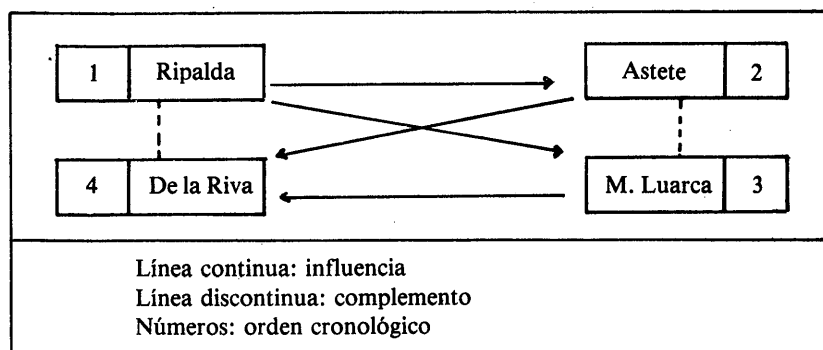 1 Ripalda Astete 2
4 De la Riva M. Luarca 3
Línea continua: influencia
Línea discontinua: complemento
Números: orden cronológico